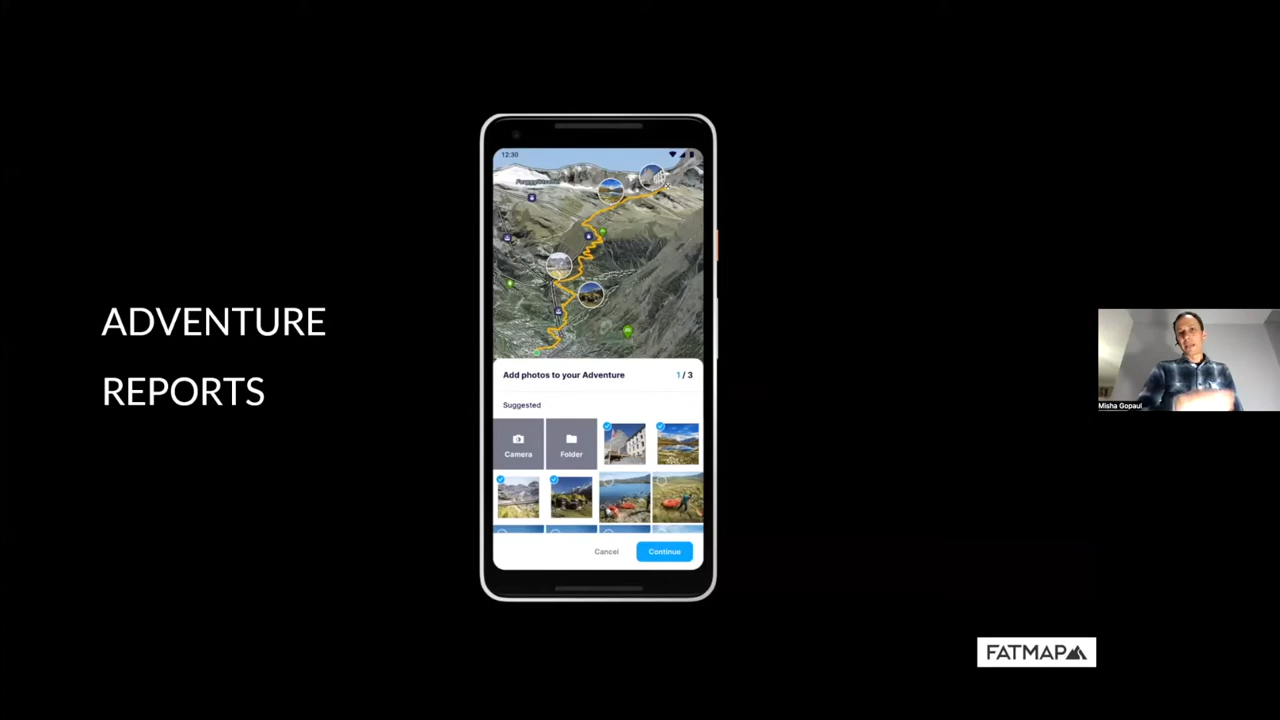 ADVENTURE
REPORTS
12:30
Add photos to your Adventure 1 / 3
Suggested
Camera Folder
Cancel Continue
Misha Gopaul
FATMAP